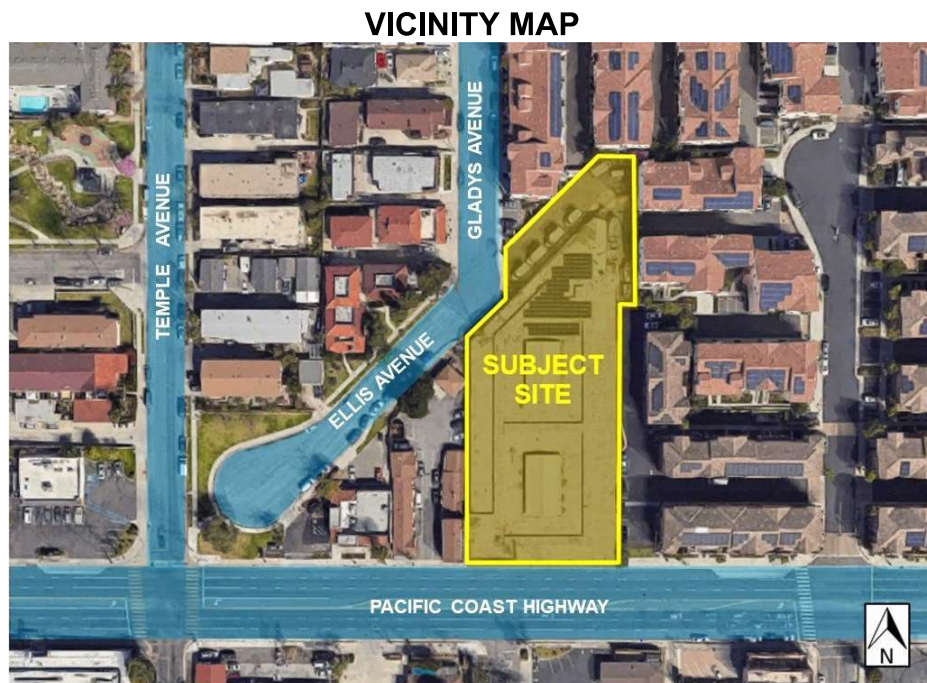 VICINITY MAP
GLADYS AVENUE
TEMPLE AVENUE
ELLIS AVENUE
SUBJECT
SITE
PACIFIC COAST HIGHWAY
N